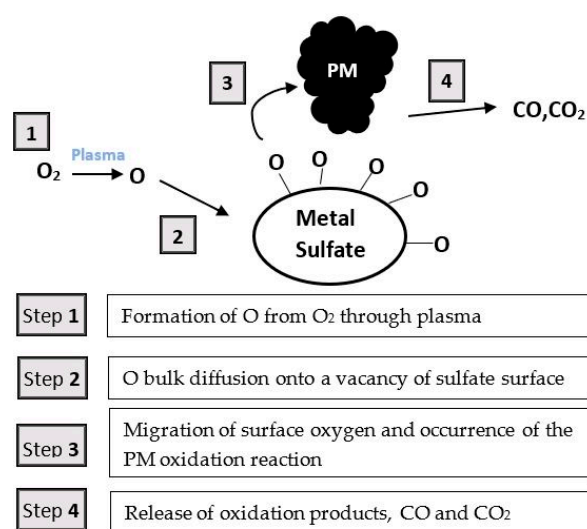 3
PM
4
CO,CO₂
1
O₂ Plasma O
2
O
O
O
O
O
Metal
Sulfate
Step 1
Formation of O from O₂ through plasma
Step 2
O bulk diffusion onto a vacancy of sulfate surface
Step 3
Migration of surface oxygen and occurrence of the
PM oxidation reaction
Step 4
Release of oxidation products, CO and CO₂